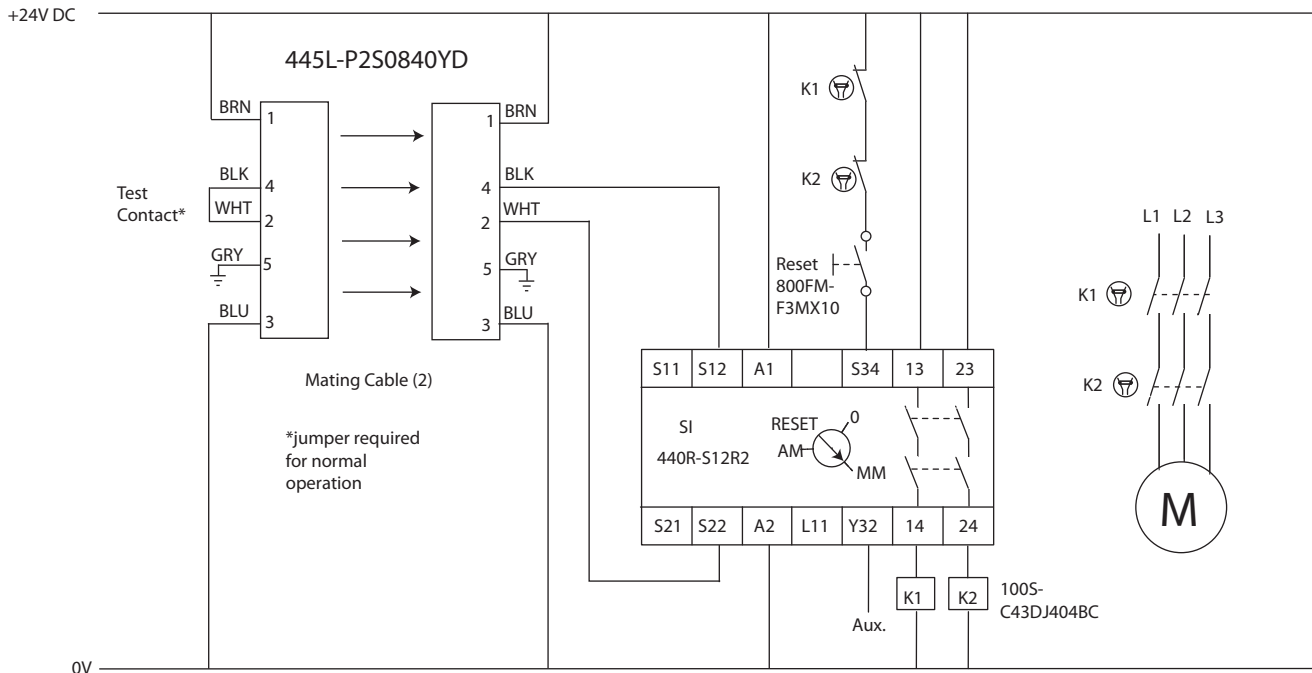 +24V DC
445L-P2S0840YD
BRN
1
BLK
4
WHT
2
GRY
5
BLU
3
Test
Contact*
BRN
1
BLK
4
WHT
2
GRY
5
BLU
3
Mating Cable (2)
*jumper required
for normal
operation
K1
K2
Reset
800FM-
F3MX10
S11 S12 A1 S34 13 23
SI
440R-S12R2
RESET
0
AM
MM
S21 S22 A2 L11 Y32 14 24
Aux.
K1
K2
100S-
C43DJ404BC
L1 L2 L3
K1
K2
M
0V